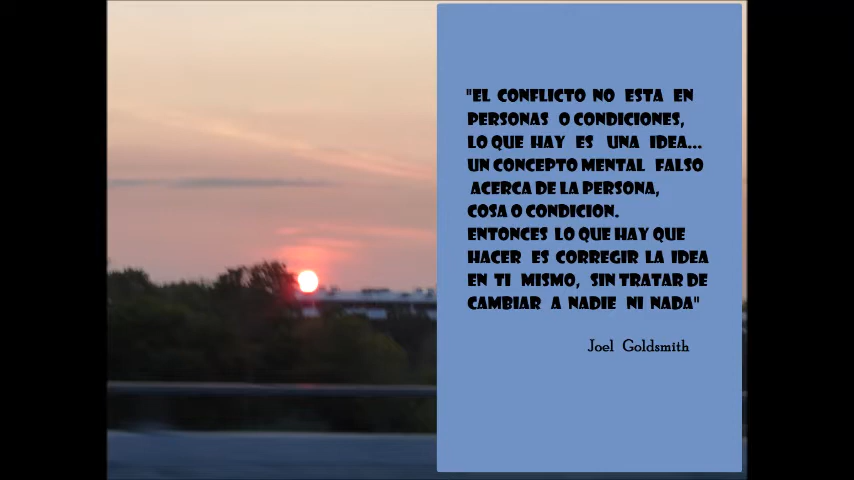 "EL CONFLICTO NO ESTA EN
PERSONAS O CONDICIONES,
LO QUE HAY ES UNA IDEA...
UN CONCEPTO MENTAL FALSO
ACERCA DE LA PERSONA,
COSA O CONDICION.
ENTONCES LO QUE HAY QUE
HACER ES CORREGIR LA IDEA
EN TI MISMO, SIN TRATAR DE
CAMBIAR A NADIE NI NADA"
Joel Goldsmith